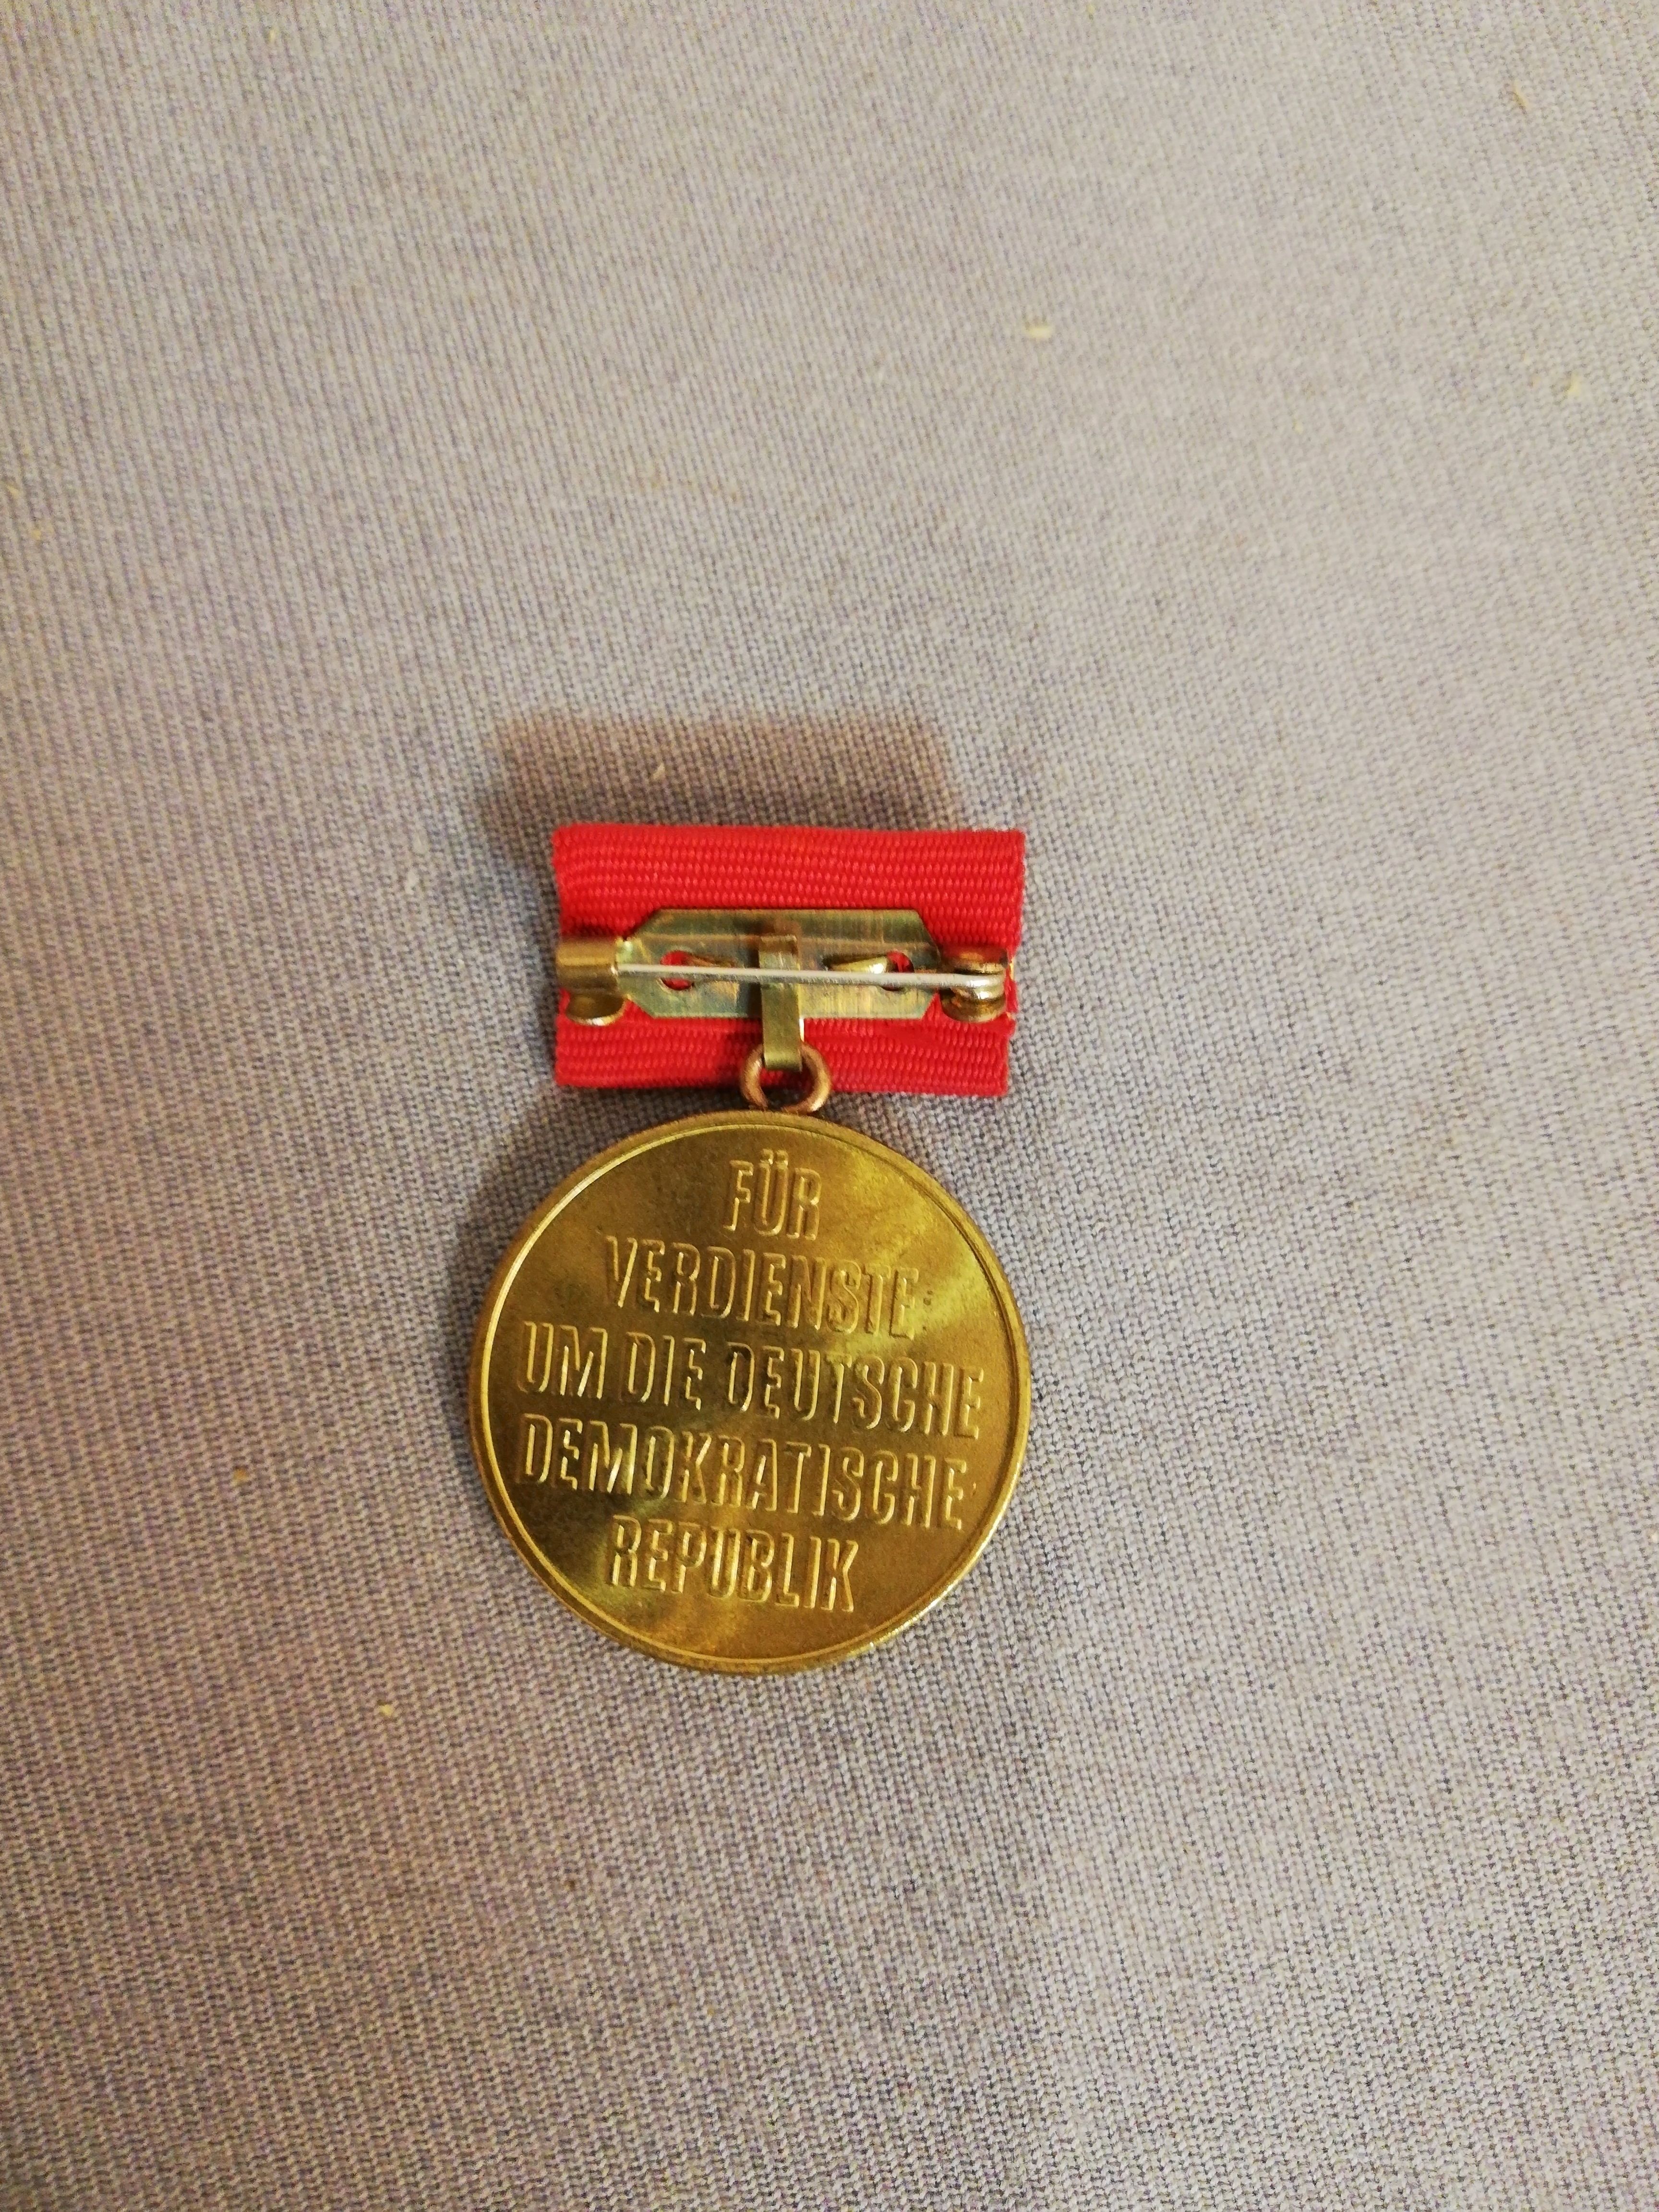 FÜR
VERDIENSTE
UM DIE DEUTSCHE
DEMOKRATISCHE
REPUBLIK